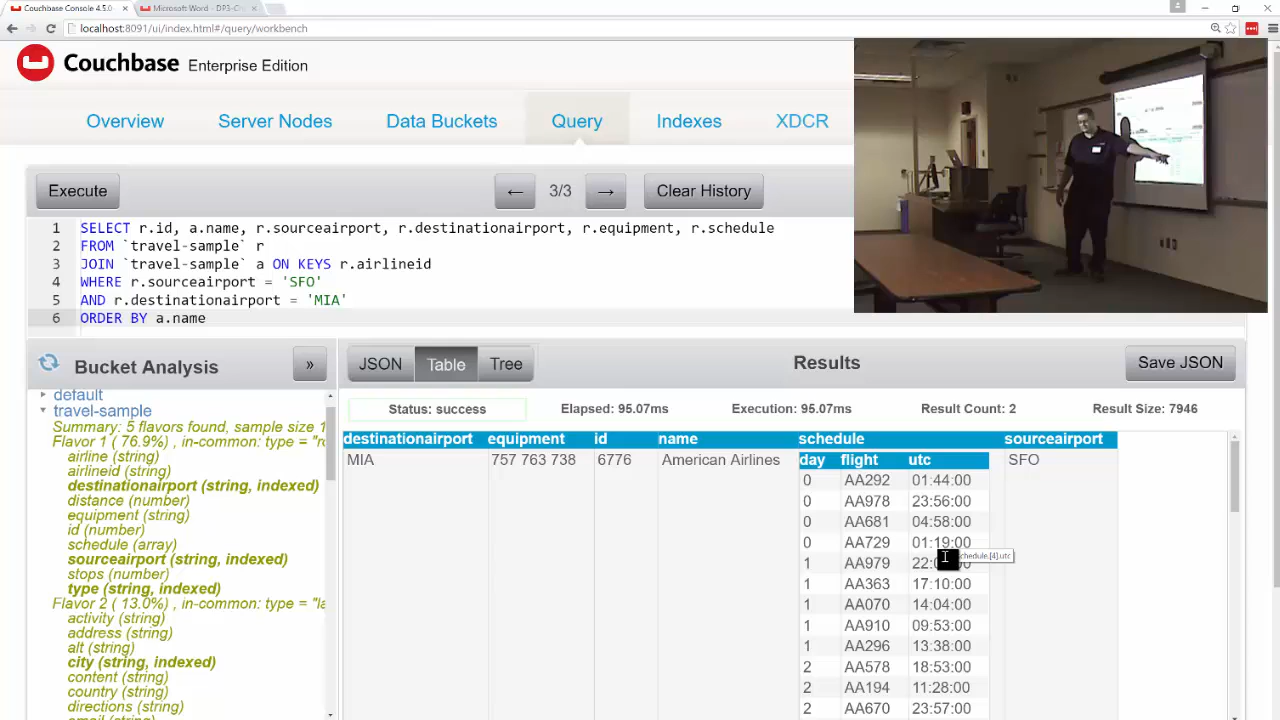 Couchbase Console 4.5.0-
Microsoft Word - DP3-Cl
localhost:8091/ui/index.html#/query/workbench
Couchbase Enterprise Edition
Overview Server Nodes Data Buckets Query Indexes XDCR
Execute ← 3/3 → Clear History
1 SELECT r.id, a.name, r.sourceairport, r.destinationairport, r.equipment, r.schedule
2 FROM `travel-sample` r
3 JOIN `travel-sample` a ON KEYS r.airlineid
4 WHERE r.sourceairport = 'SFO'
5 AND r.destinationairport = 'MIA'
6 ORDER BY a.name
Bucket Analysis »
default
travel-sample
Summary: 5 flavors found, sample size 1
Flavor 1 ( 76.9%) , in-common: type = "ro
airline (string)
airlineid (string)
destinationairport (string, indexed)
distance (number)
equipment (string)
id (number)
schedule (array)
sourceairport (string, indexed)
stops (number)
type (string, indexed)
Flavor 2 ( 13.0%) , in-common: type = "la
activity (string)
address (string)
alt (string)
city (string, indexed)
content (string)
country (string)
directions (string)
email (string)
JSON Table Tree Results Save JSON
Status: success Elapsed: 95.07ms Execution: 95.07ms Result Count: 2 Result Size: 7946
destinationairport equipment id name schedule sourceairport
MIA 757 763 738 6776 American Airlines day flight utc SFO
0 AA292 01:44:00
0 AA978 23:56:00
0 AA681 04:58:00
0 AA729 01:19:00
schedule.[4].utc
1 AA979
1 AA363 17:10:00
1 AA070 14:04:00
1 AA910 09:53:00
1 AA296 13:38:00
2 AA578 18:53:00
2 AA194 11:28:00
2 AA670 23:57:00